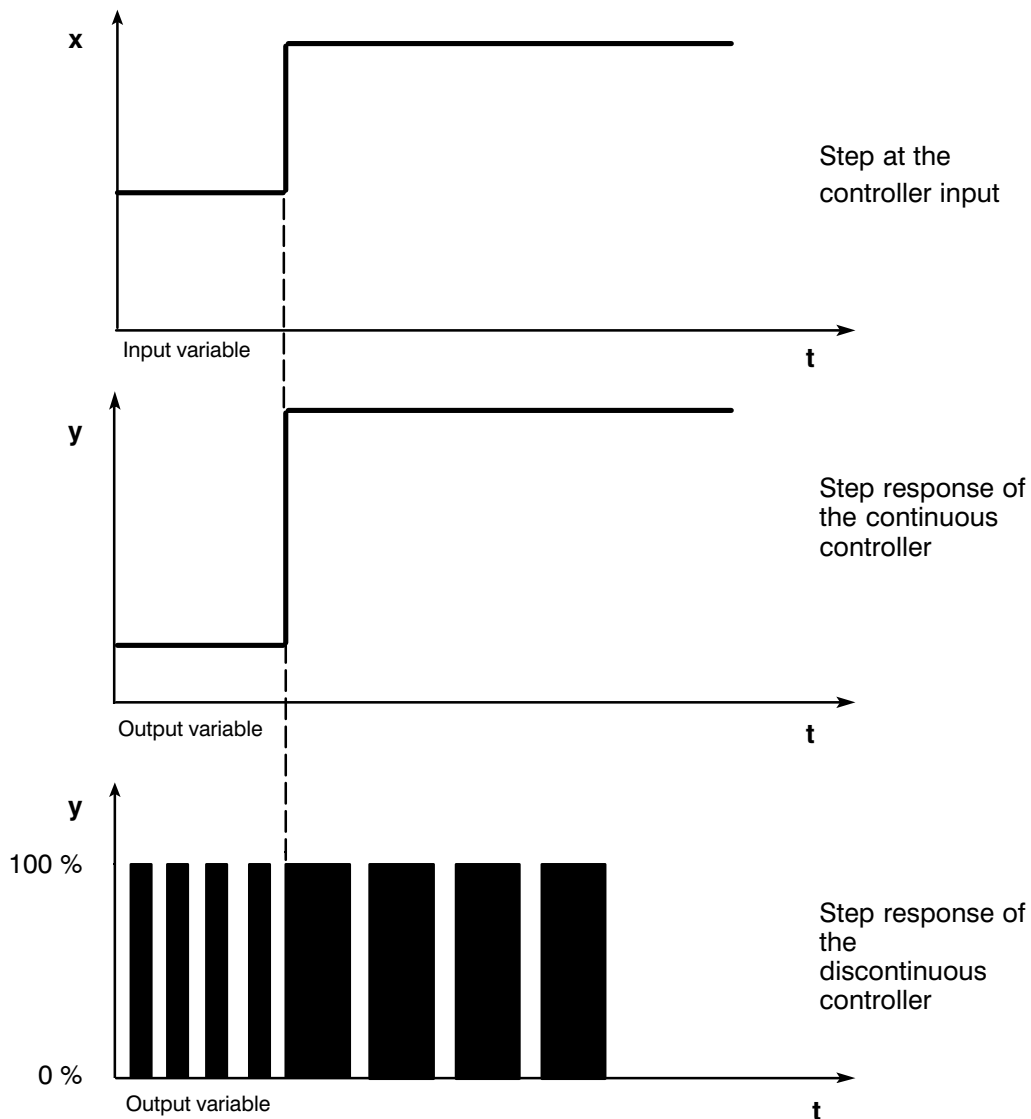 x
Step at the
controller input
Input variable
t
y
Step response of
the continuous
controller
Output variable
t
y
100 %
Step response of
the
discontinuous
controller
0 %
Output variable
t